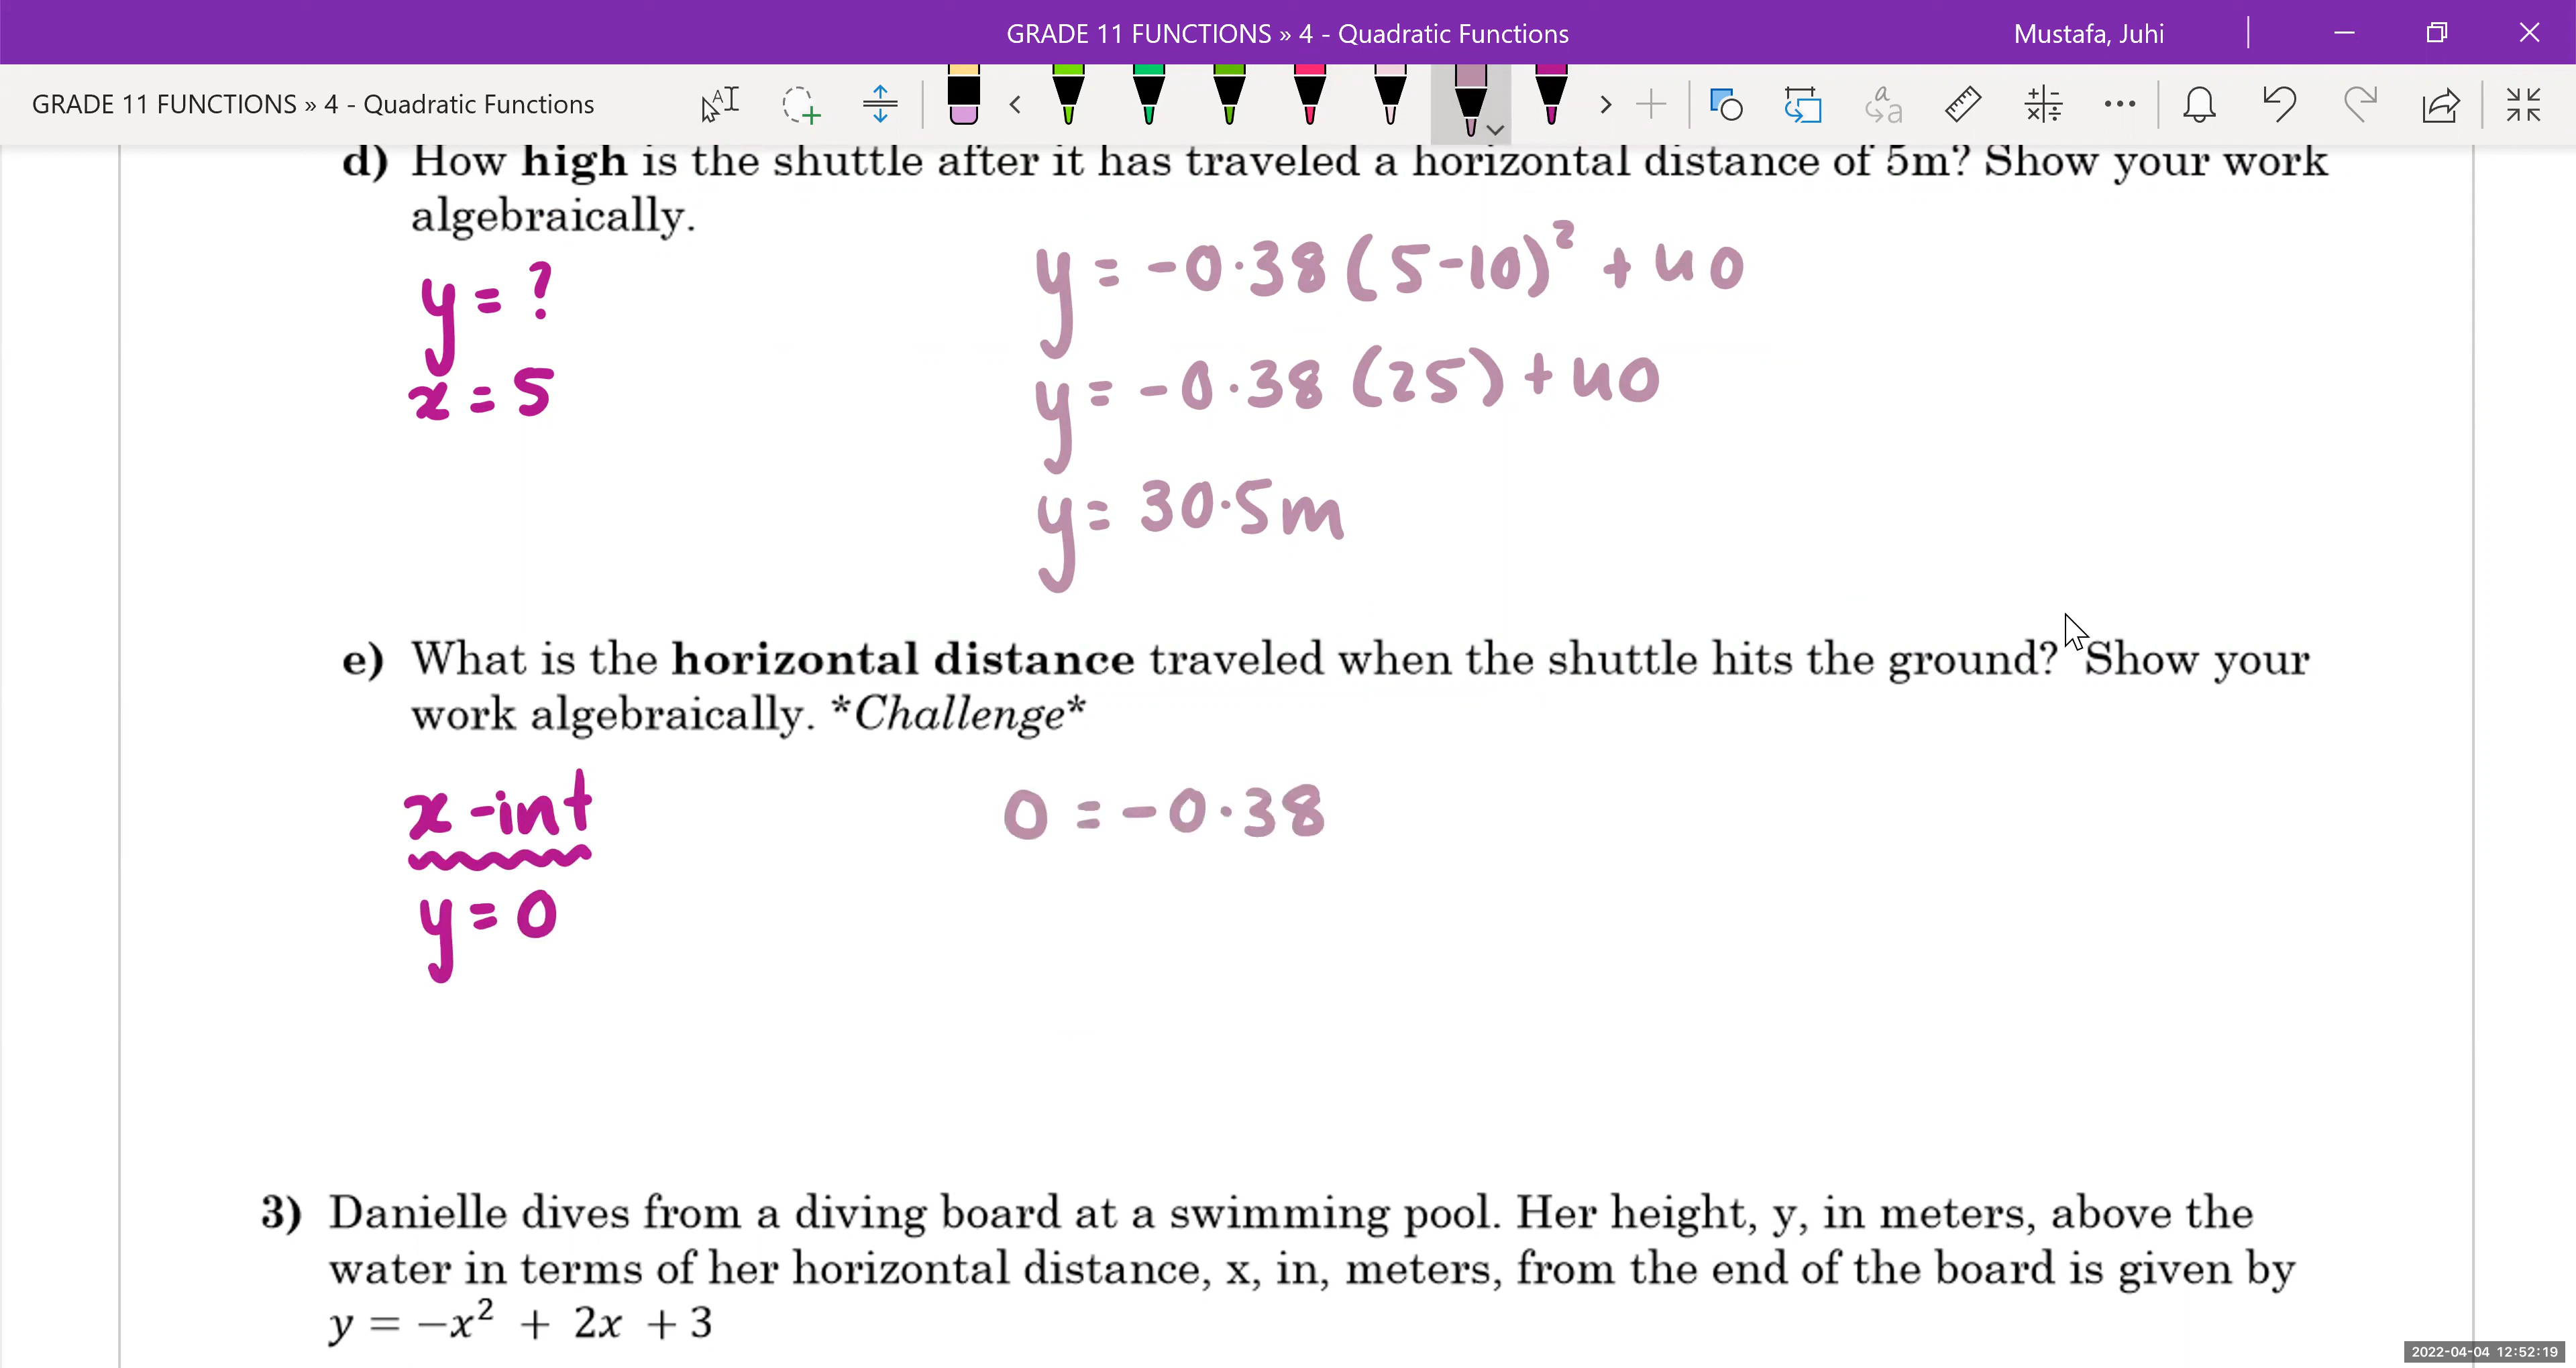 GRADE 11 FUNCTIONS » 4 - Quadratic Functions
Mustafa, Juhi
GRADE 11 FUNCTIONS » 4 - Quadratic Functions
d) How high is the shuttle after it has traveled a horizontal distance of 5m? Show your work
algebraically.
y = ?
x = 5
y = -0.38 (5-10)² + 40
y = -0.38 (25) + 40
y = 30.5m
e) What is the horizontal distance traveled when the shuttle hits the ground? Show your
work algebraically. *Challenge*
x-int
y = 0
0 = -0.38
3) Danielle dives from a diving board at a swimming pool. Her height, y, in meters, above the
water in terms of her horizontal distance, x, in, meters, from the end of the board is given by
y = −x² + 2x + 3
2022-04-04 12:52:19